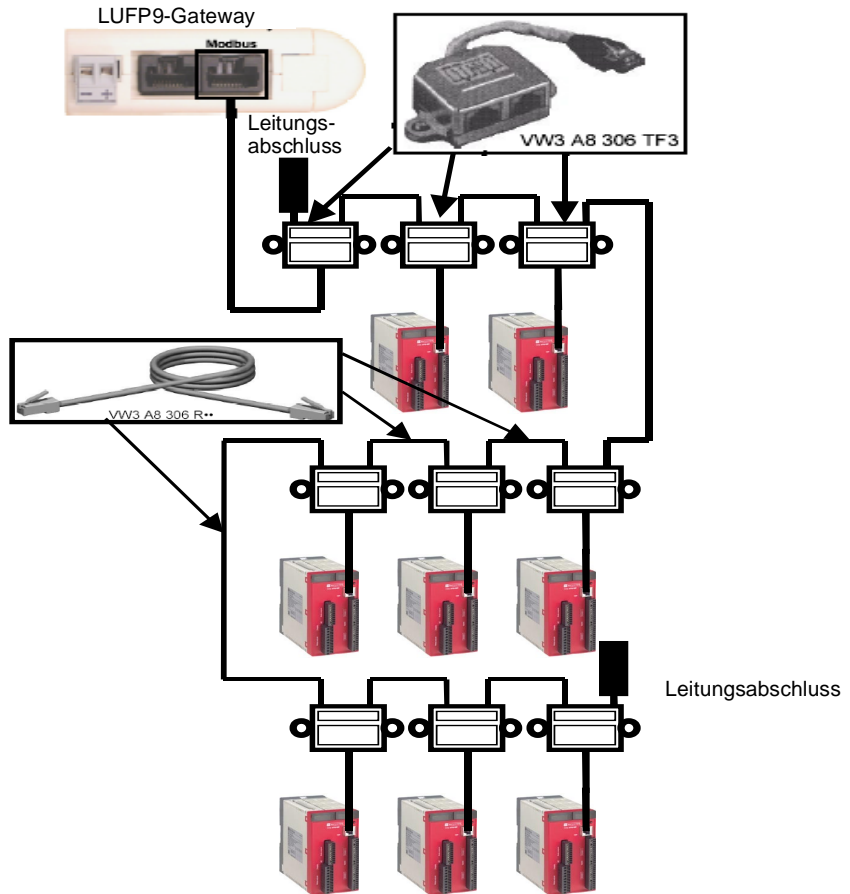 LUFP9-Gateway
Modbus
Leitungs-
abschluss
VW3 A8 306 TF3
VW3 A8 306 R••
Leitungsabschluss